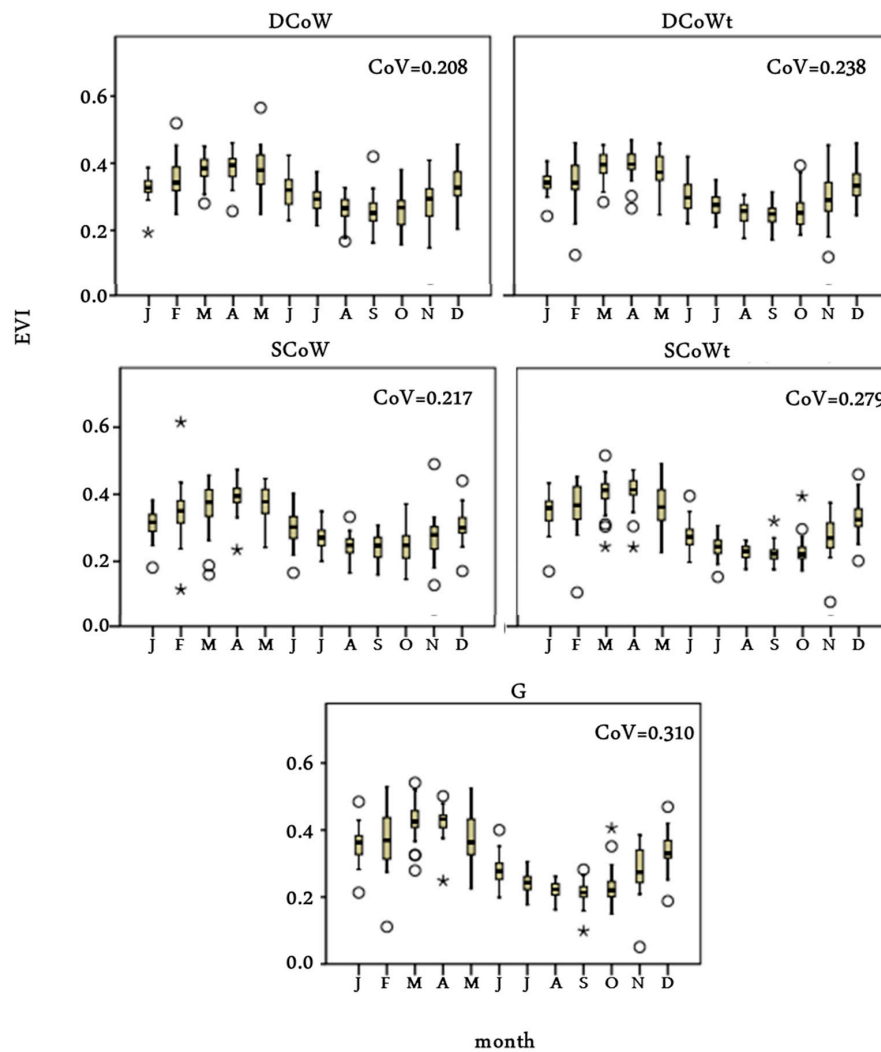 DCoW
DCoWt
CoV=0.208
CoV=0.238
0.6
0.4
0.2
0.0
J F M A M J J A S O N D
J F M A M J J A S O N D
EVI
SCoW
SCoWt
CoV=0.217
CoV=0.279
0.6
0.4
0.2
0.0
J F M A M J J A S O N D
J F M A M J J A S O N D
G
CoV=0.310
0.6
0.4
0.2
0.0
J F M A M J J A S O N D
month